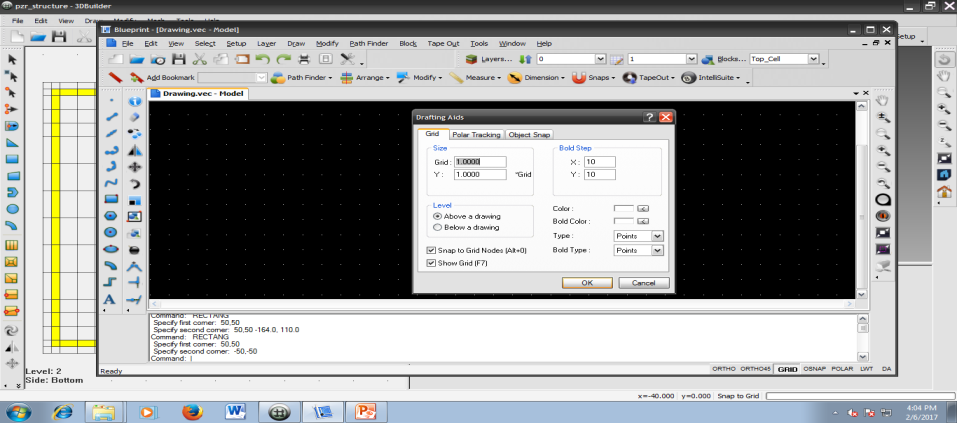 pzr_structure - 3DBuilder
File Edit View Draw Modify Mesh Tools Help
Setup
Blueprint - [Drawing.vec - Model]
File Edit View Select Setup Layer Draw Modify Path Finder Block Tape Out Tools Window Help
Layers... 0 1 Blocks... Top_Cell
Add Bookmark Path Finder Arrange Modify Measure Dimension Snaps TapeOut IntelliSuite
Drawing.vec - Model
Drafting Aids
Grid Polar Tracking Object Snap
Size
Grid : 1.0000
Y : 1.0000 *Grid
Bold Step
X : 10
Y : 10
Level
Above a drawing
Below a drawing
Color :
Bold Color :
Type : Points
Bold Type : Points
Snap to Grid Nodes (Alt+0)
Show Grid (F7)
OK Cancel
Command: RECTANG
Specify first corner: 50,50
Specify second corner: 50,50 -164.0, 110.0
Command: RECTANG
Specify first corner: 50,50
Specify second corner: -50,-50
Command:
Ready
ORTHO ORTHO45 GRID OSNAP POLAR LWT DA
Level: 2
Side: Bottom
x=-40.000 y=0.000 Snap to Grid
4:04 PM
2/6/2017